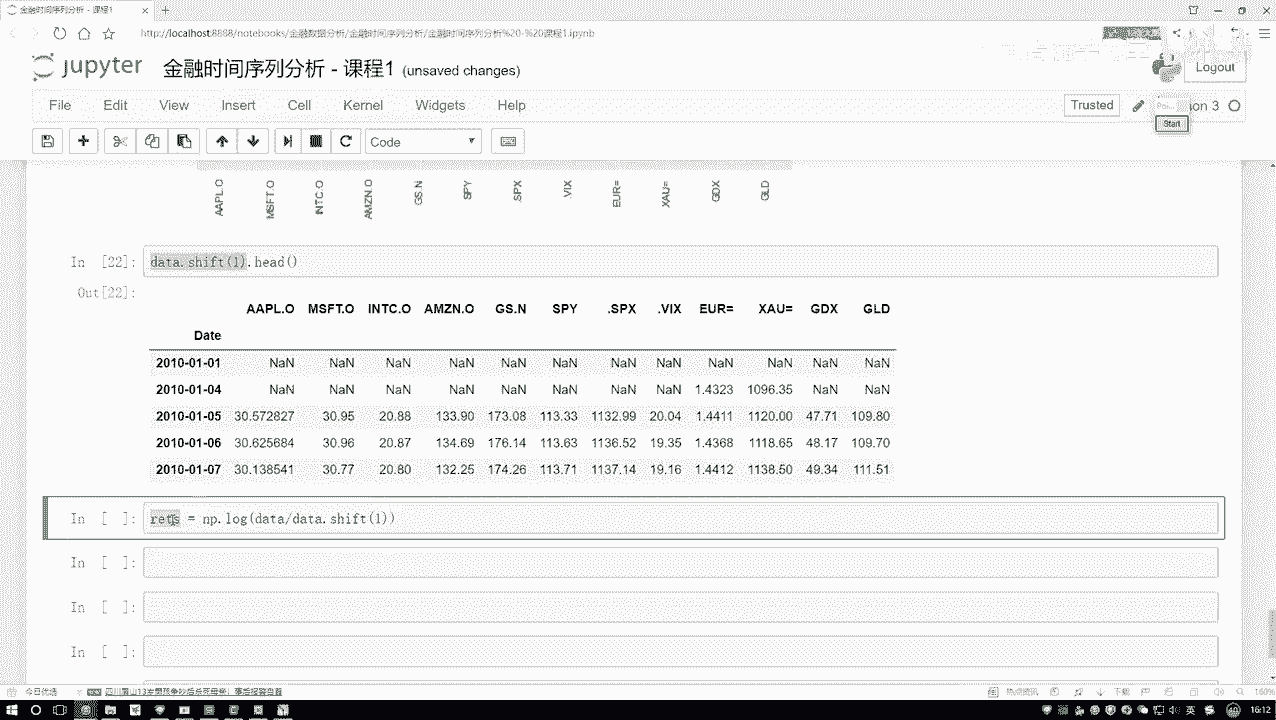 金融时间序列分析 - 课程1
http://localhost:8888/notebooks/金融数据分析/金融时间序列分析/金融时间序列分析%20-%20课程1.ipynb
jupyter 金融时间序列分析 - 课程1 (unsaved changes)
Logout
File Edit View Insert Cell Kernel Widgets Help
Trusted
on 3
Start
Code
AAPL.O MSFT.O INTC.O AMZN.O GS.N SPY .SPX .VIX EUR= XAU= GDX GLD
In [22]: data.shift(1).head()
Out[22]:
AAPL.O MSFT.O INTC.O AMZN.O GS.N SPY .SPX .VIX EUR= XAU= GDX GLD
Date
2010-01-01 NaN NaN NaN NaN NaN NaN NaN NaN NaN NaN NaN NaN
2010-01-04 NaN NaN NaN NaN NaN NaN NaN NaN 1.4323 1096.35 NaN NaN
2010-01-05 30.572827 30.95 20.88 133.90 173.08 113.33 1132.99 20.04 1.4411 1120.00 47.71 109.80
2010-01-06 30.625684 30.96 20.87 134.69 176.14 113.63 1136.52 19.35 1.4368 1118.65 48.17 109.70
2010-01-07 30.138541 30.77 20.80 132.25 174.26 113.71 1137.14 19.16 1.4412 1138.50 49.34 111.51
In [ ]: rets = np.log(data/data.shift(1))
In [ ]:
In [ ]:
In [ ]:
今日优选
热点资讯
下载
160%
英
16:12